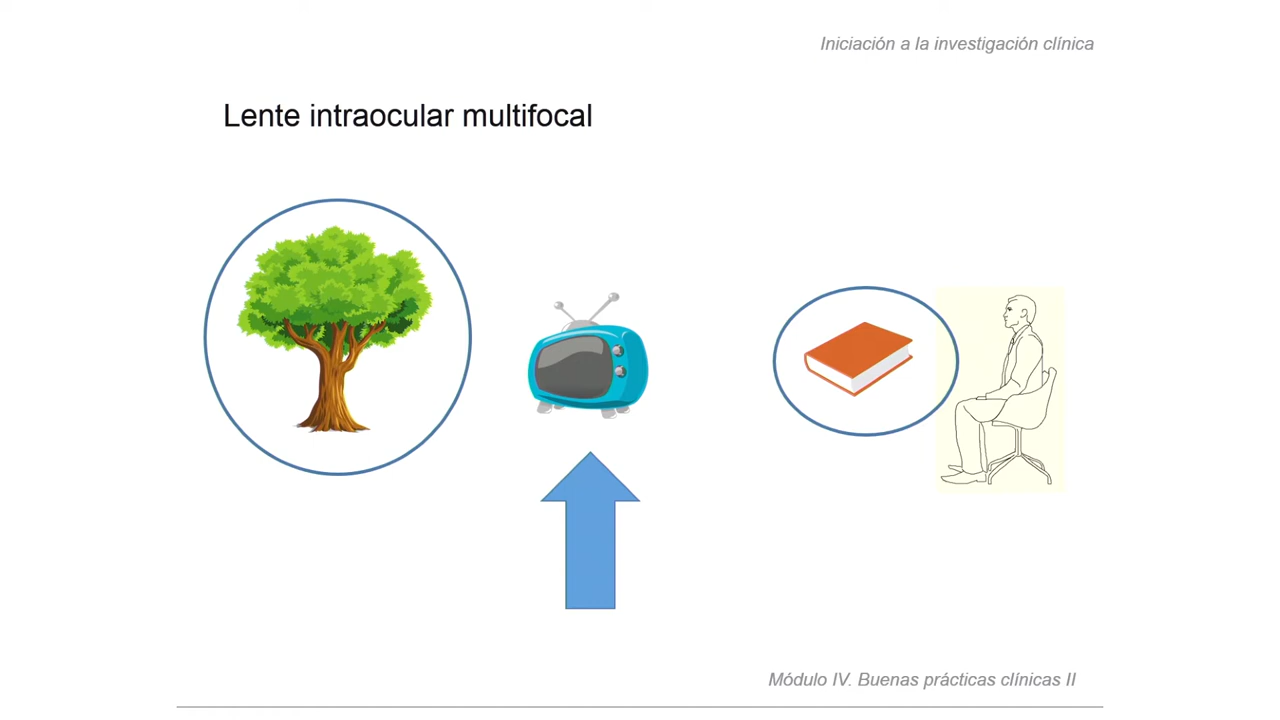 Iniciación a la investigación clínica
Lente intraocular multifocal
Módulo IV. Buenas prácticas clínicas II